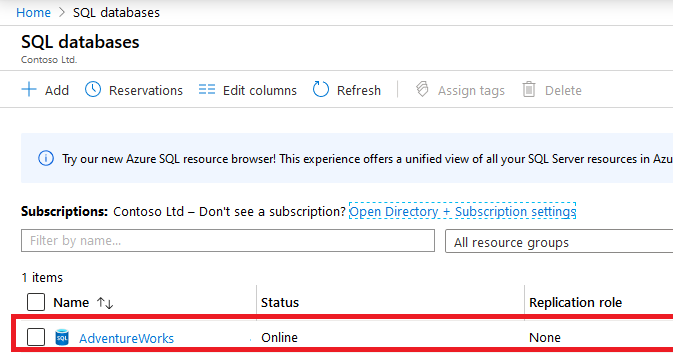 Home > SQL databases
SQL databases
Contoso Ltd.
Add Reservations Edit columns Refresh Assign tags Delete
Try our new Azure SQL resource browser! This experience offers a unified view of all your SQL Server resources in Azu
Subscriptions: Contoso Ltd – Don't see a subscription? Open Directory + Subscription settings
Filter by name... All resource groups
1 items
Name ↑↓ Status Replication role
SQL AdventureWorks Online None